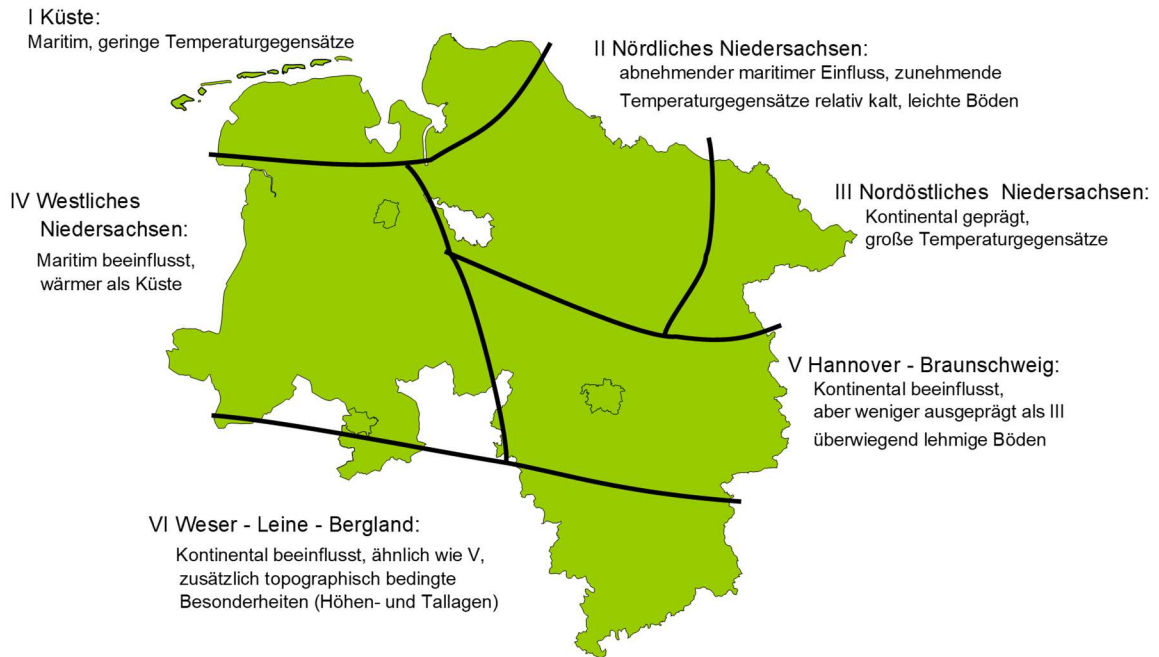 I Küste:
Maritim, geringe Temperaturgegensätze
II Nördliches Niedersachsen:
abnehmender maritimer Einfluss, zunehmende
Temperaturgegensätze relativ kalt, leichte Böden
III Nordöstliches Niedersachsen:
Kontinental geprägt,
große Temperaturgegensätze
IV Westliches
Niedersachsen:
Maritim beeinflusst,
wärmer als Küste
V Hannover - Braunschweig:
Kontinental beeinflusst,
aber weniger ausgeprägt als III
überwiegend lehmige Böden
VI Weser - Leine - Bergland:
Kontinental beeinflusst, ähnlich wie V,
zusätzlich topographisch bedingte
Besonderheiten (Höhen- und Tallagen)